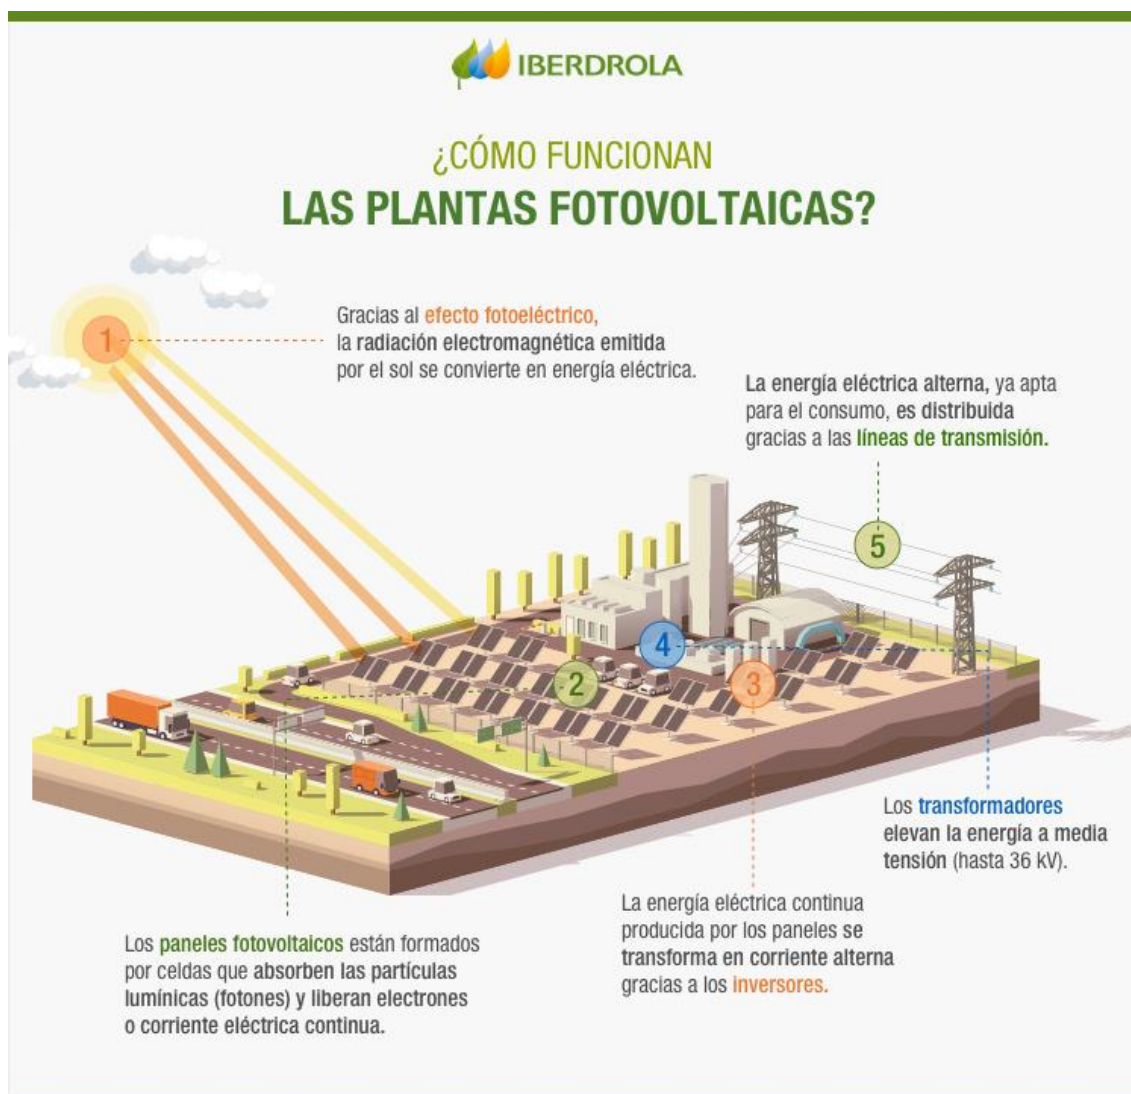 IBERDROLA
¿CÓMO FUNCIONAN
LAS PLANTAS FOTOVOLTAICAS?
1
Gracias al efecto fotoeléctrico,
la radiación electromagnética emitida
por el sol se convierte en energía eléctrica.
La energía eléctrica alterna, ya apta
para el consumo, es distribuida
gracias a las líneas de transmisión.
5
4
2
3
Los transformadores
elevan la energía a media
tensión (hasta 36 kV).
La energía eléctrica continua
producida por los paneles se
transforma en corriente alterna
gracias a los inversores.
Los paneles fotovoltaicos están formados
por celdas que absorben las partículas
lumínicas (fotones) y liberan electrones
o corriente eléctrica continua.